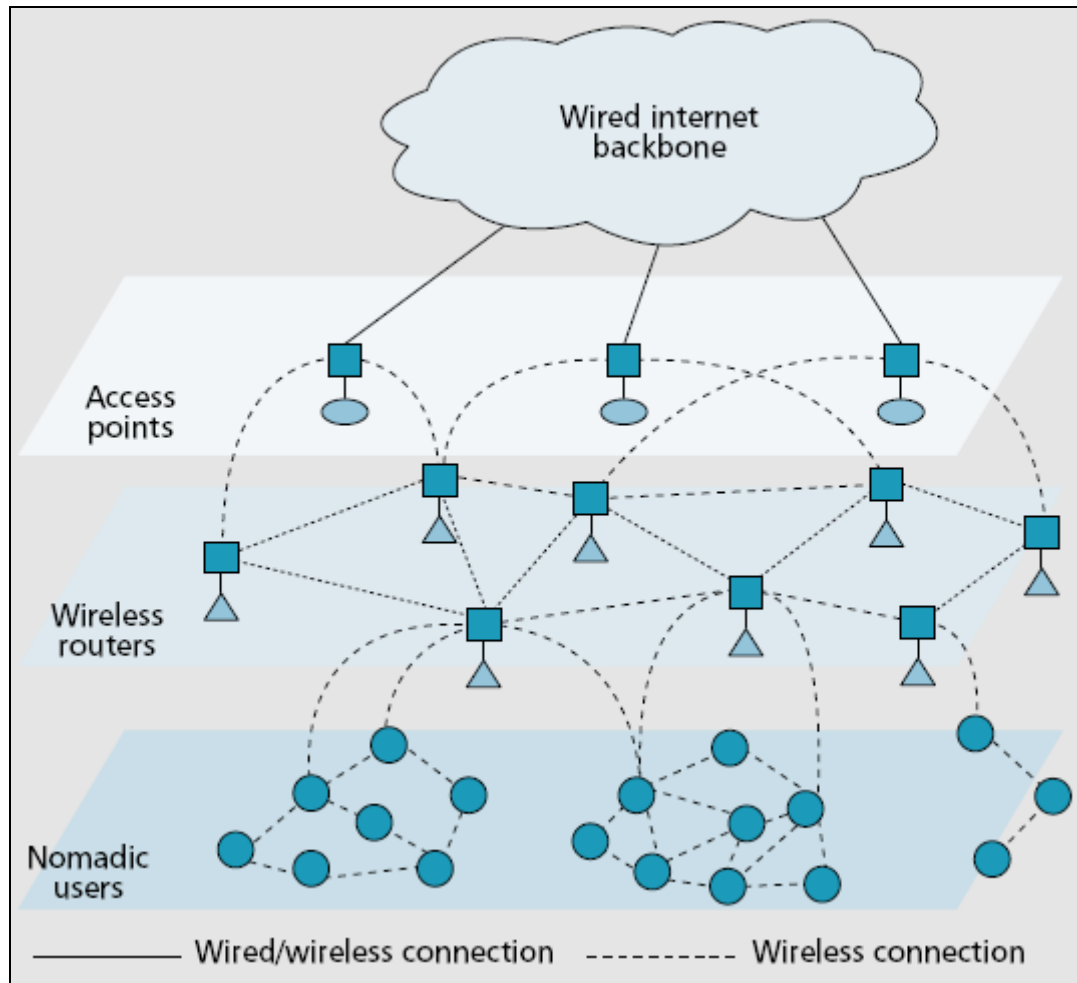 Wired internet
backbone
Access
points
Wireless
routers
Nomadic
users
Wired/wireless connection
Wireless connection